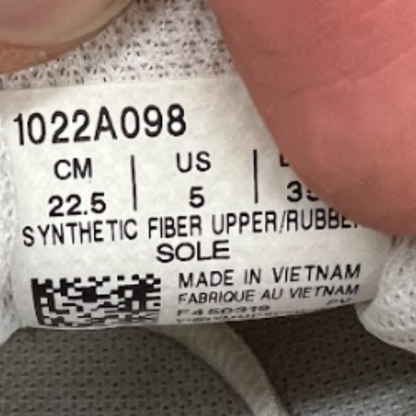 1022A098
CM | US |
22.5 | 5 |
SYNTHETIC FIBER UPPER/RUBBER
SOLE
MADE IN VIETNAM
FABRIQUE AU VIETNAM